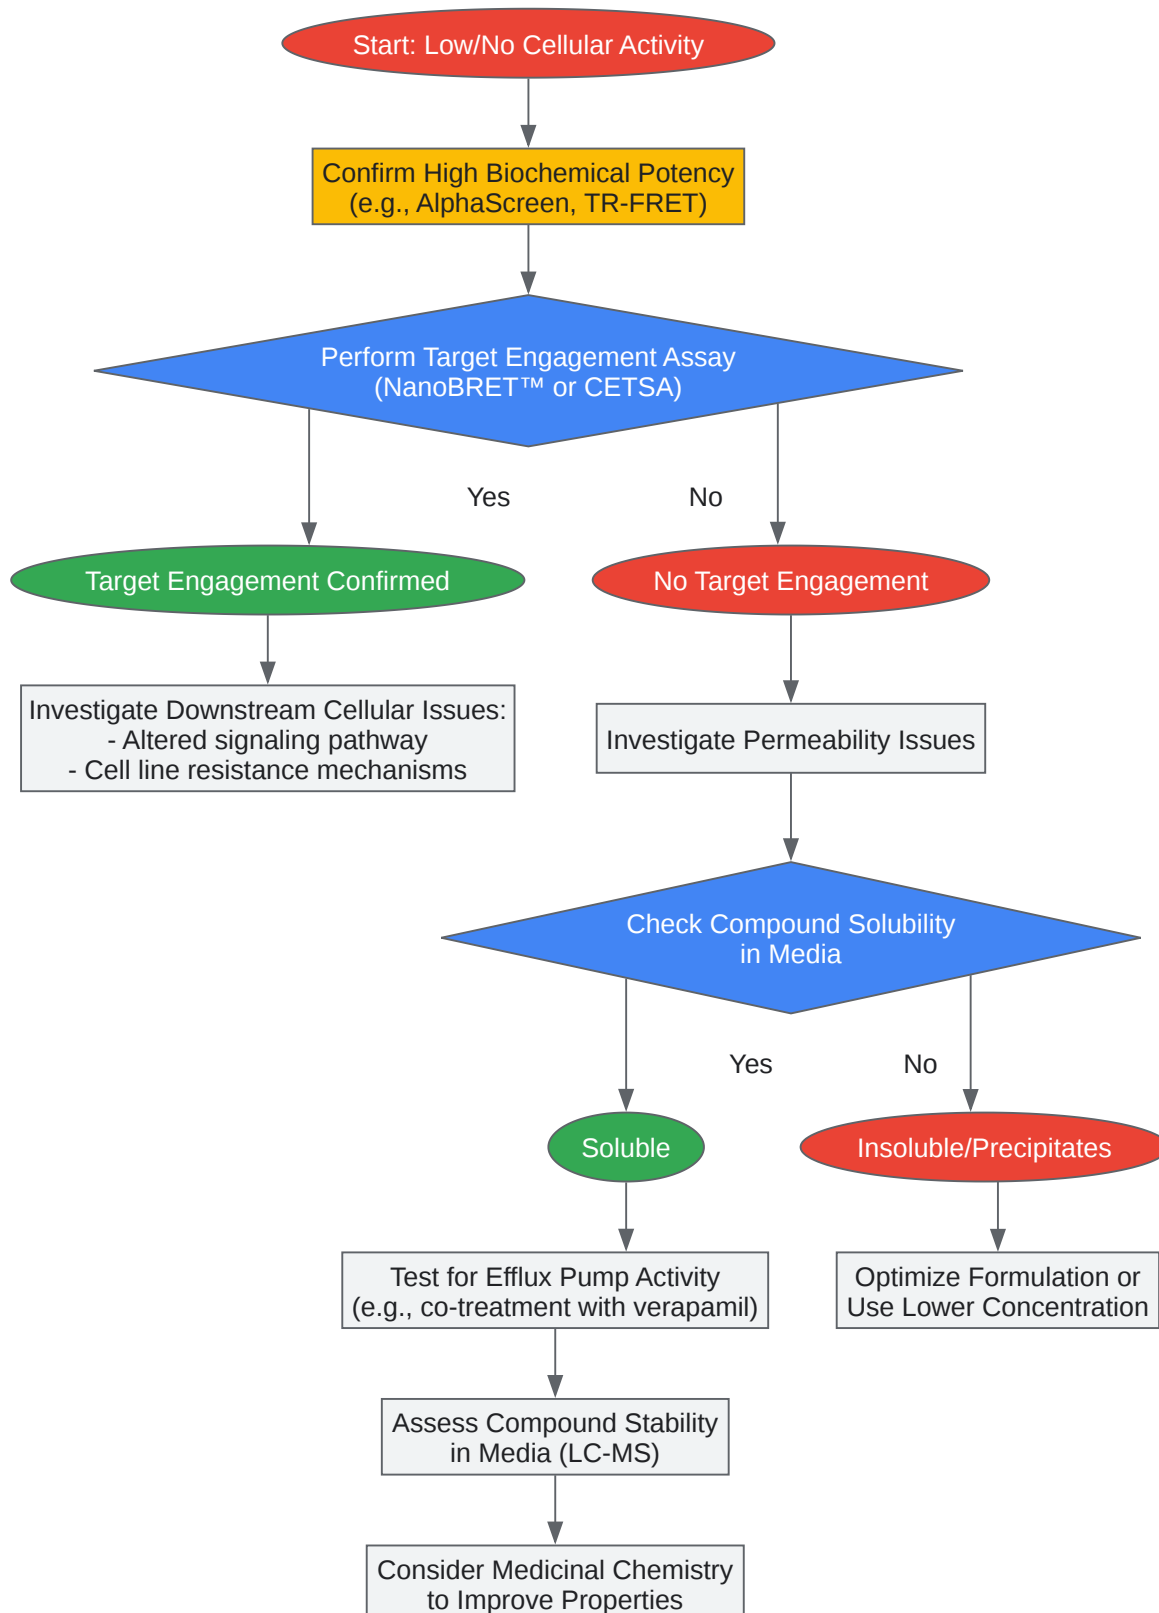 Start: Low/No Cellular Activity
Confirm High Biochemical Potency
(e.g., AlphaScreen, TR-FRET)
Perform Target Engagement Assay
(NanoBRET™ or CETSA)
Yes
No
Target Engagement Confirmed
No Target Engagement
Investigate Downstream Cellular Issues:
- Altered signaling pathway
- Cell line resistance mechanisms
Investigate Permeability Issues
Check Compound Solubility
in Media
Yes
No
Soluble
Insoluble/Precipitates
Test for Efflux Pump Activity
(e.g., co-treatment with verapamil)
Optimize Formulation or
Use Lower Concentration
Assess Compound Stability
in Media (LC-MS)
Consider Medicinal Chemistry
to Improve Properties